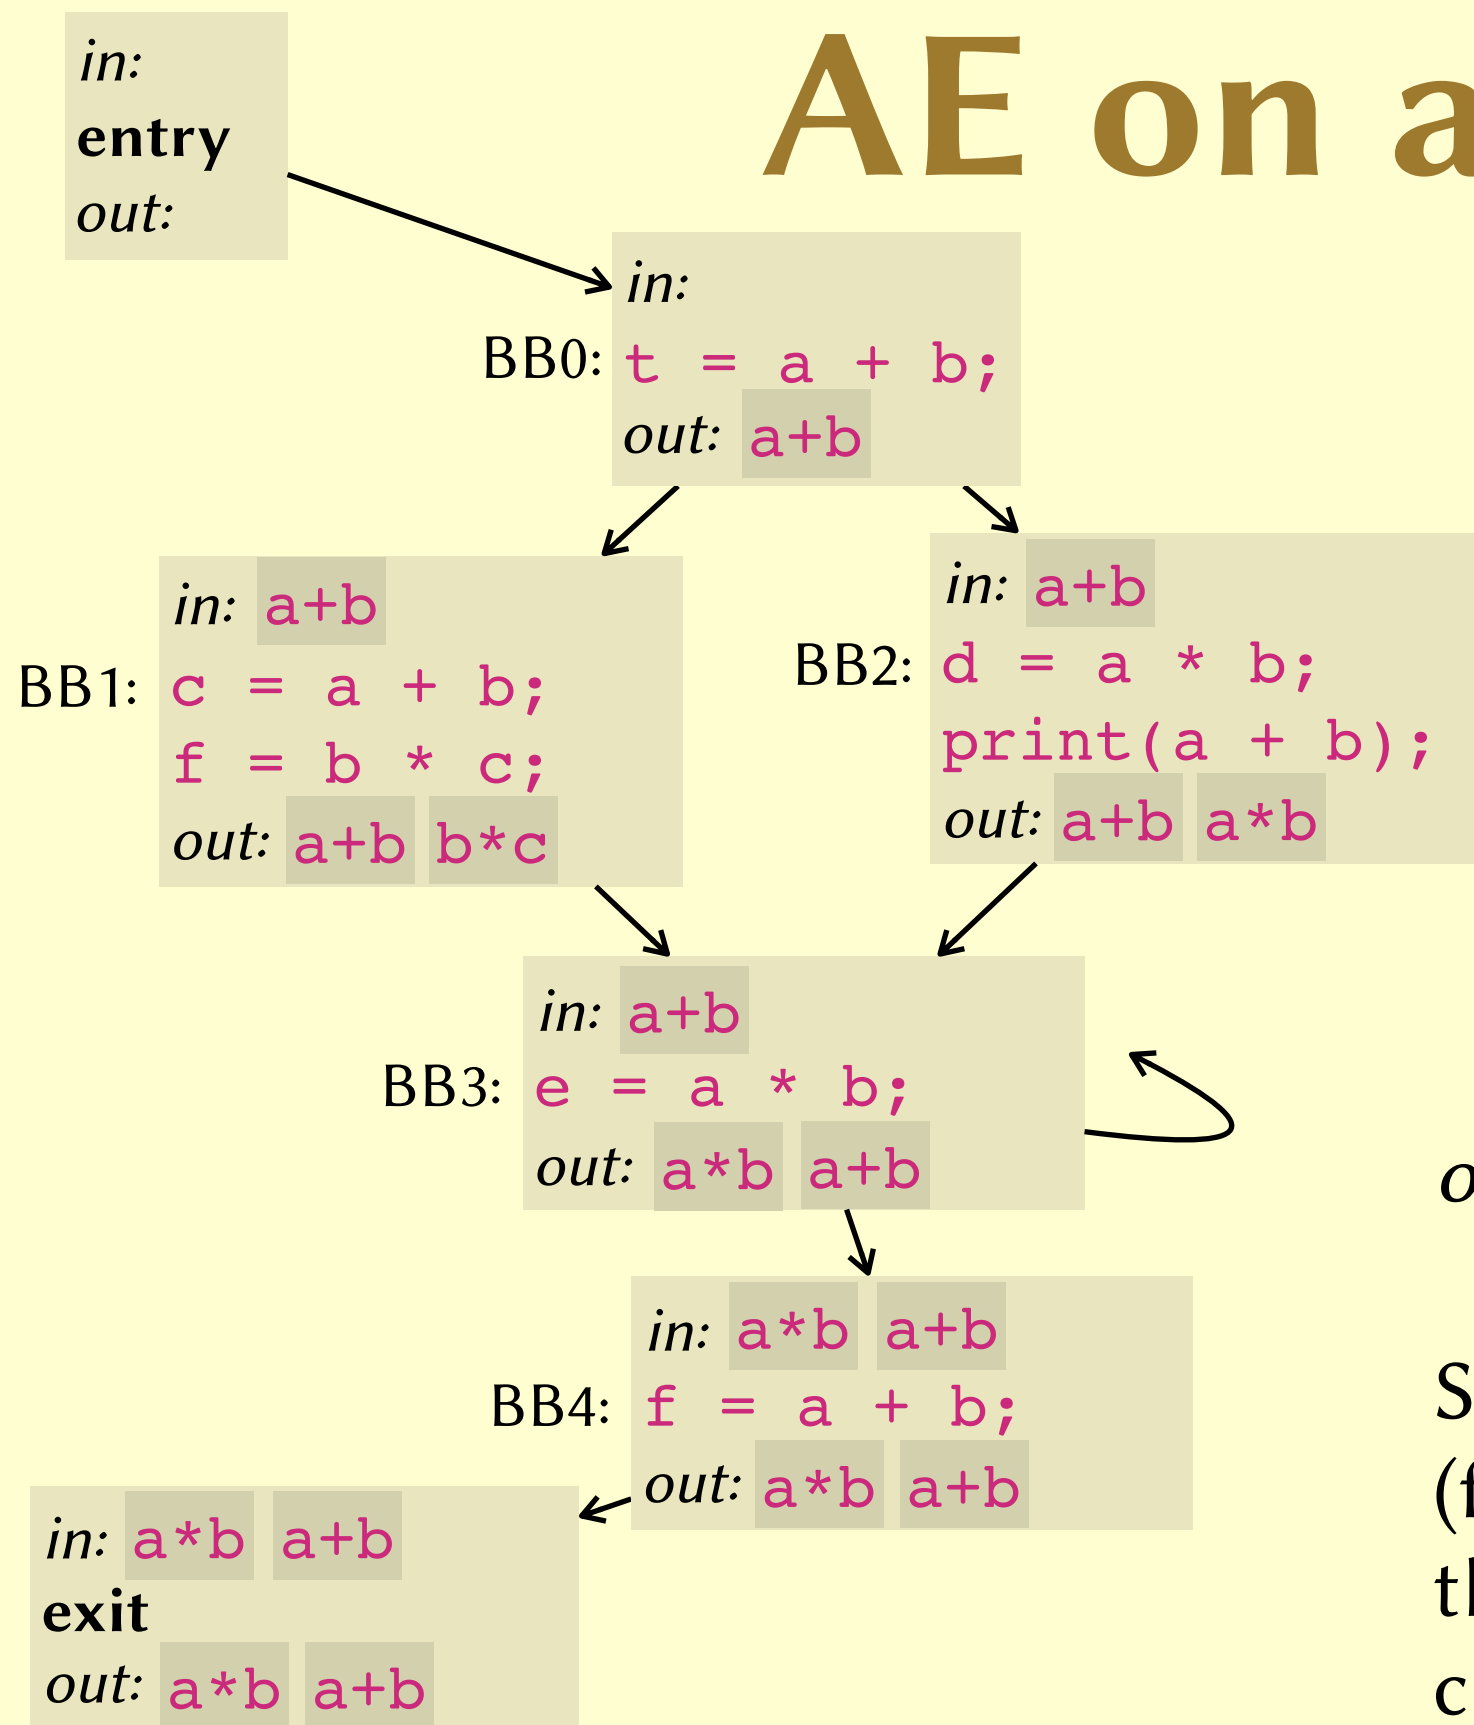 AE on a
in:
entry
out:
in:
BB0: t = a + b;
out: a+b
in: a+b
BB1: c = a + b;
f = b * c;
out: a+b b*c
in: a+b
BB2: d = a * b;
print(a + b);
out: a+b a*b
in: a+b
BB3: e = a * b;
out: a*b a+b
in: a*b a+b
BB4: f = a + b;
out: a*b a+b
in: a*b a+b
exit
out: a*b a+b